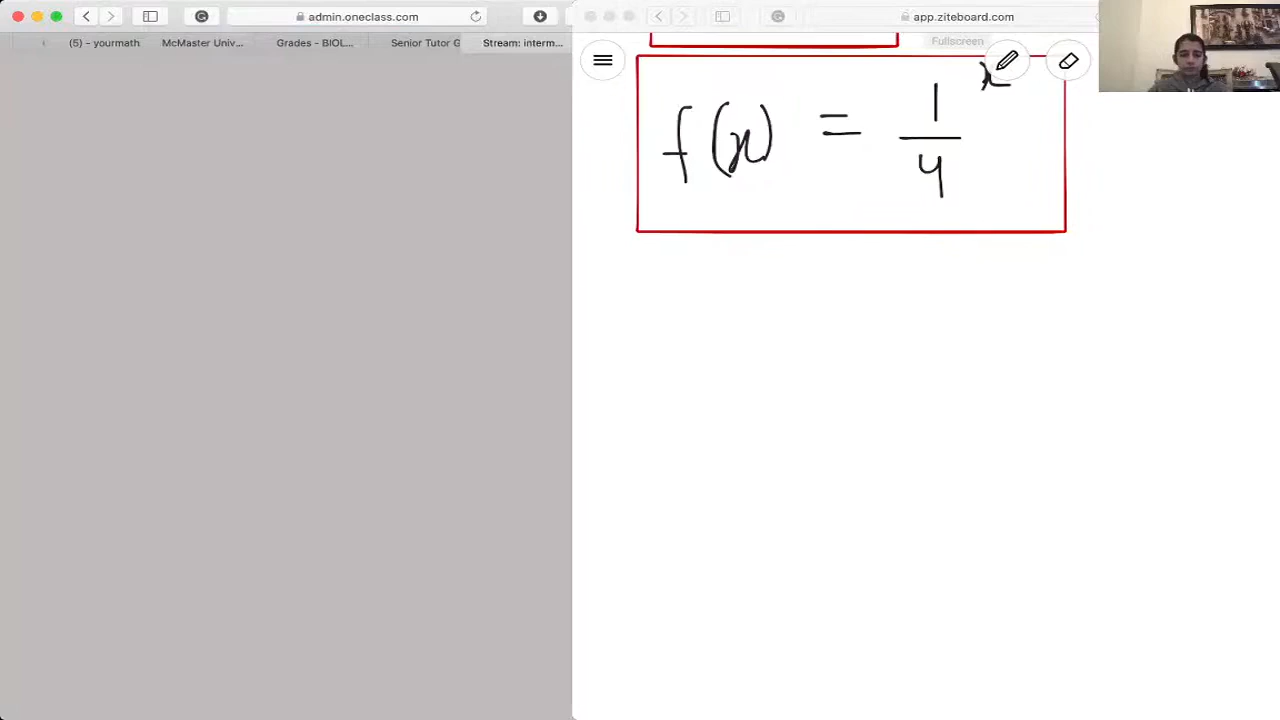 admin.oneclass.com
app.ziteboard.com
(5) – yourmath
McMaster Univ...
Grades - BIOL...
Senior Tutor G
Stream: interm...
Fullscreen
f(x) = 1/4 x